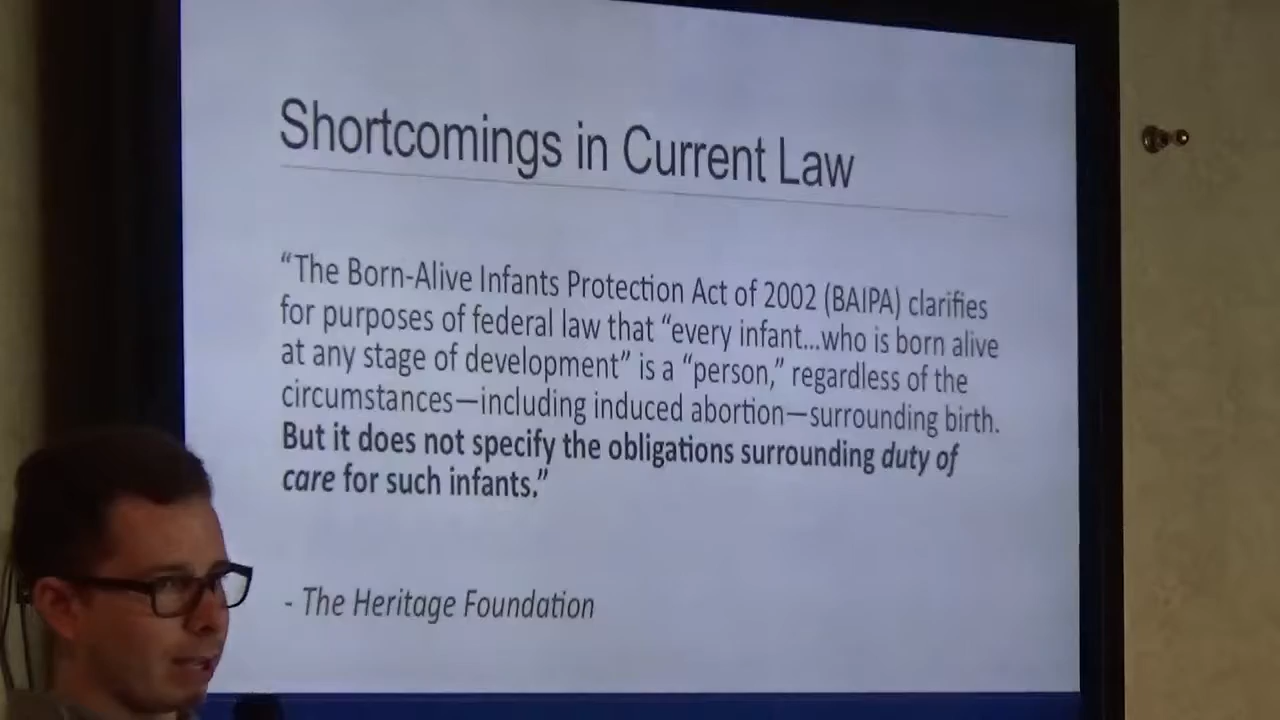 Shortcomings in Current Law
“The Born-Alive Infants Protection Act of 2002 (BAIPA) clarifies
for purposes of federal law that “every infant...who is born alive
at any stage of development” is a “person,” regardless of the
circumstances—including induced abortion—surrounding birth.
But it does not specify the obligations surrounding duty of
care for such infants.”
- The Heritage Foundation